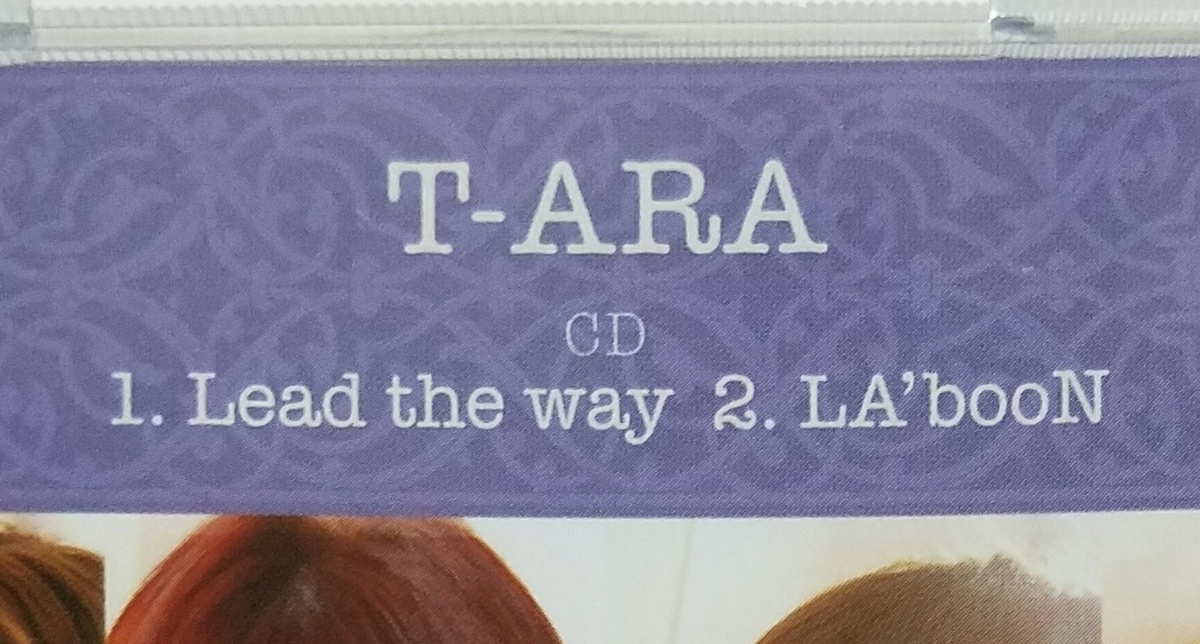 T-ARA
CD
1. Lead the way 2. LA'booN